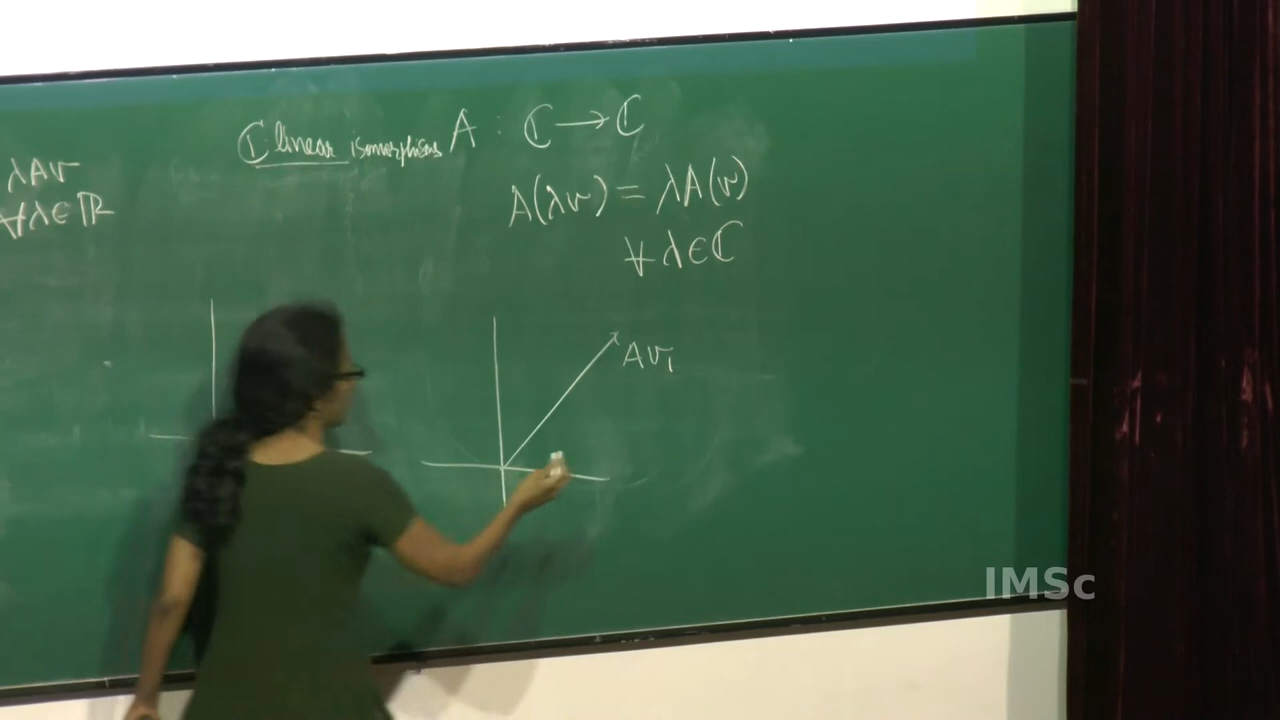 ℂ linear isomorphisms A : ℂ → ℂ
λAv
∀λ∈ℝ
A(λv) = λA(v)
∀ λ∈ℂ
Av₁
IMSc